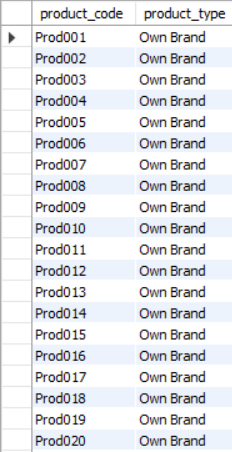 product_code product_type
Prod001 Own Brand
Prod002 Own Brand
Prod003 Own Brand
Prod004 Own Brand
Prod005 Own Brand
Prod006 Own Brand
Prod007 Own Brand
Prod008 Own Brand
Prod009 Own Brand
Prod010 Own Brand
Prod011 Own Brand
Prod012 Own Brand
Prod013 Own Brand
Prod014 Own Brand
Prod015 Own Brand
Prod016 Own Brand
Prod017 Own Brand
Prod018 Own Brand
Prod019 Own Brand
Prod020 Own Brand